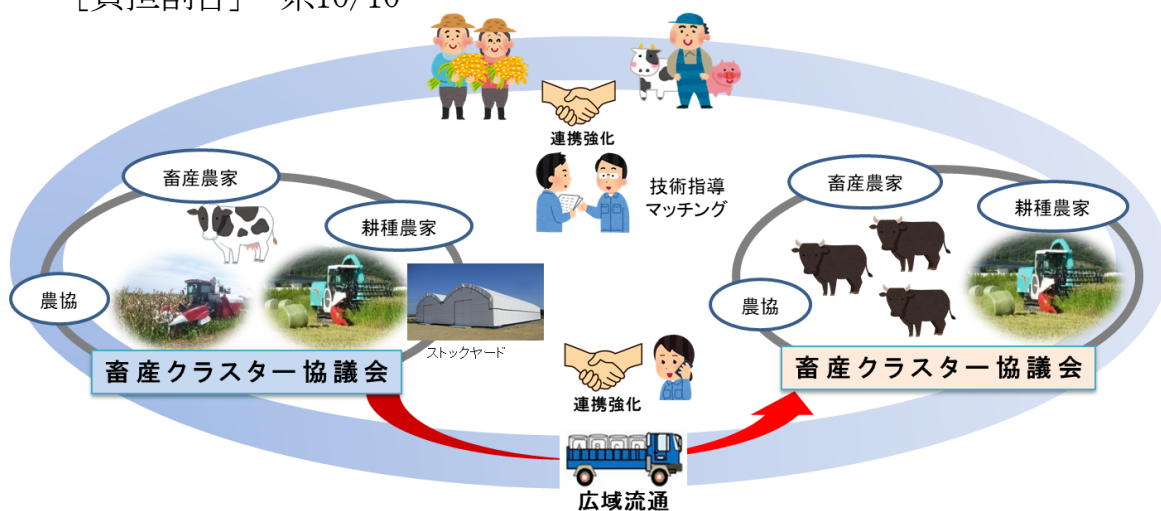 連携強化
技術指導
マッチング
畜産農家
耕種農家
農協
ストックヤード
畜産クラスター協議会
畜産農家
耕種農家
農協
畜産クラスター協議会
連携強化
広域流通